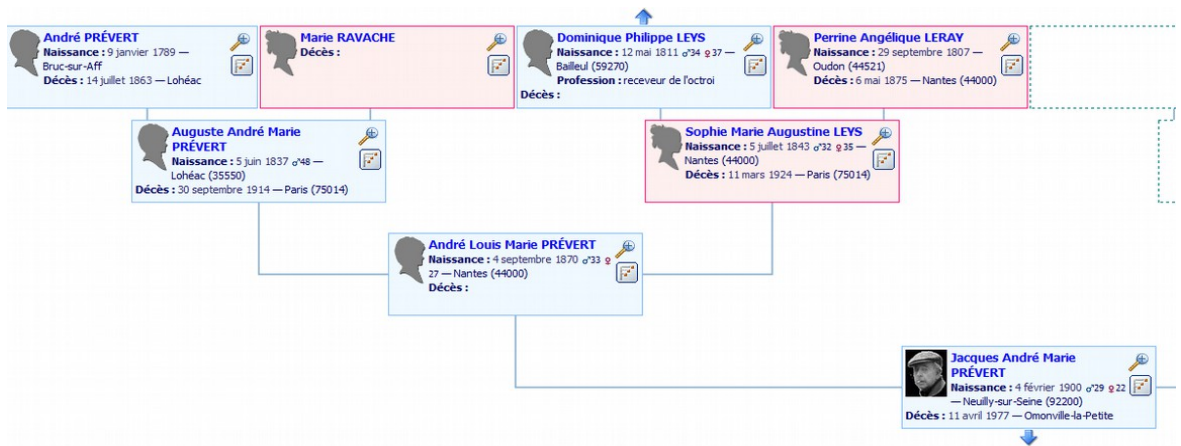 André PRÉVERT
Naissance : 9 janvier 1789 —
Bruc-sur-Aff
Décès : 14 juillet 1863 — Lohéac
Marie RAVACHE
Décès :
Dominique Philippe LEYS
Naissance : 12 mai 1811 ♂34 ♀37 —
Bailleul (59270)
Profession : receveur de l'octroi
Décès :
Perrine Angélique LERAY
Naissance : 29 septembre 1807 —
Oudon (44521)
Décès : 6 mai 1875 — Nantes (44000)
Auguste André Marie
PRÉVERT
Naissance : 5 juin 1837 ♂48 —
Lohéac (35550)
Décès : 30 septembre 1914 — Paris (75014)
Sophie Marie Augustine LEYS
Naissance : 5 juillet 1843 ♂32 ♀35 —
Nantes (44000)
Décès : 11 mars 1924 — Paris (75014)
André Louis Marie PRÉVERT
Naissance : 4 septembre 1870 ♂33 ♀
27 — Nantes (44000)
Décès :
Jacques André Marie
PRÉVERT
Naissance : 4 février 1900 ♂29 ♀22
— Neuilly-sur-Seine (92200)
Décès : 11 avril 1977 — Omonville-la-Petite